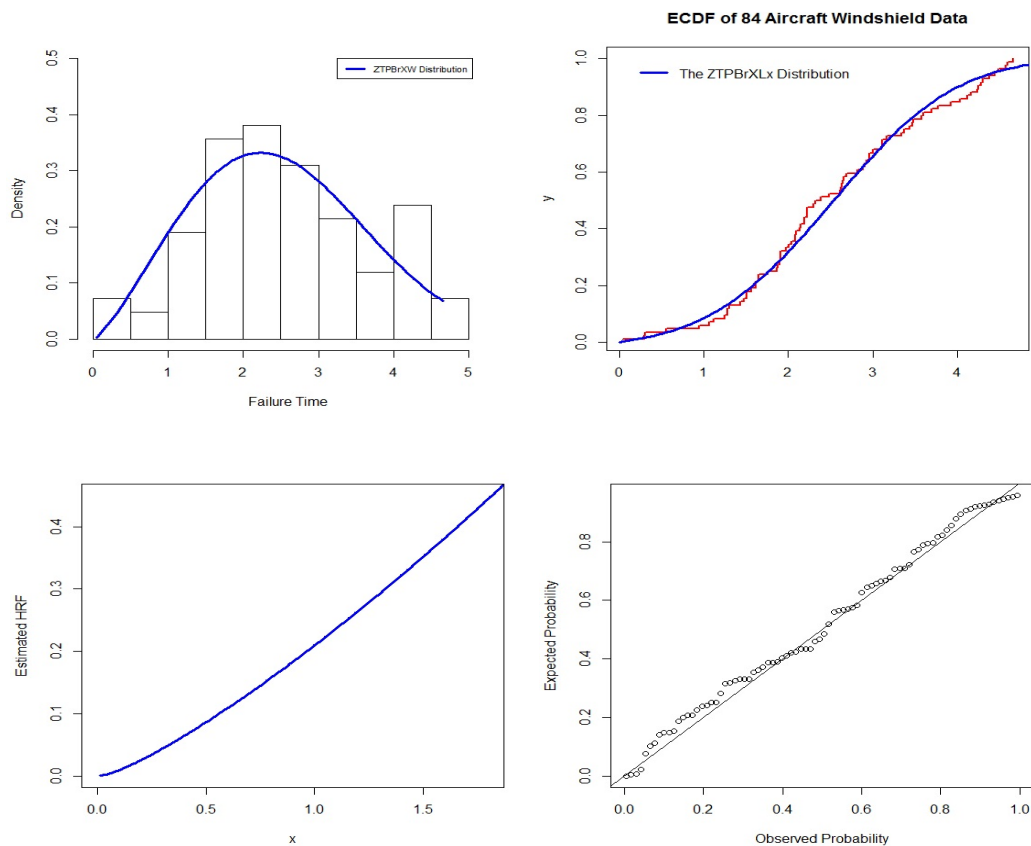 ZTPBrXW Distribution
Density
0.0 0.1 0.2 0.3 0.4 0.5
0 1 2 3 4 5
Failure Time
ECDF of 84 Aircraft Windshield Data
The ZTPBrXLx Distribution
y
0.0 0.2 0.4 0.6 0.8 1.0
0 1 2 3 4
Estimated HRF
0.0 0.1 0.2 0.3 0.4
0.0 0.5 1.0 1.5
x
Expected Probability
0.0 0.2 0.4 0.6 0.8
0.0 0.2 0.4 0.6 0.8 1.0
Observed Probability